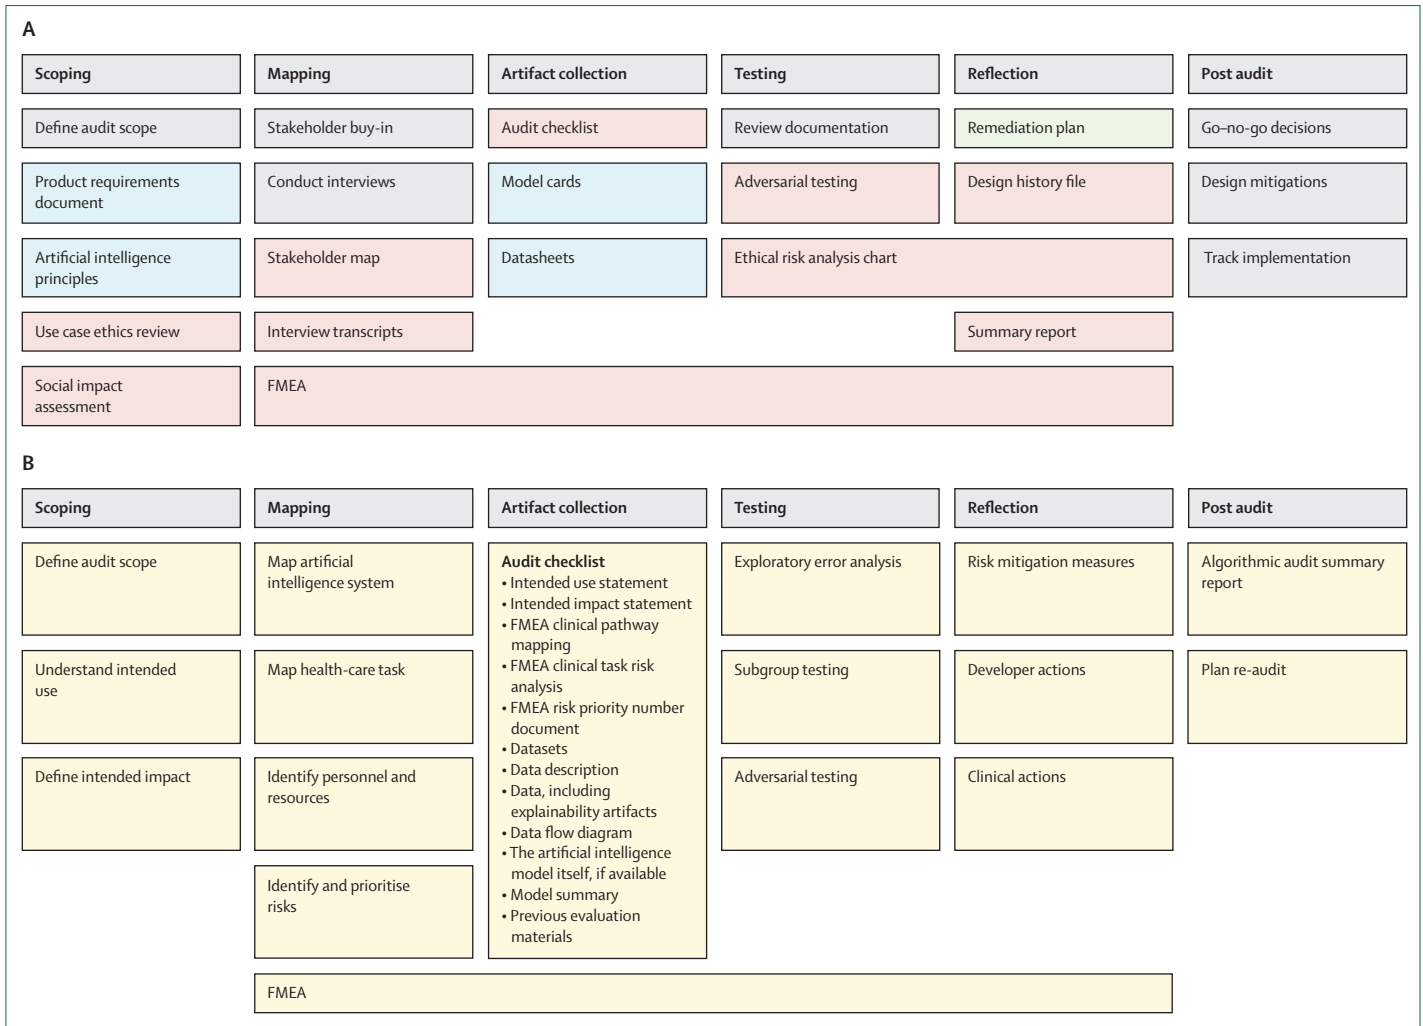 A
Scoping
Mapping
Artifact collection
Testing
Reflection
Post audit
Define audit scope
Stakeholder buy-in
Audit checklist
Review documentation
Remediation plan
Go–no-go decisions
Product requirements
document
Conduct interviews
Model cards
Adversarial testing
Design history file
Design mitigations
Artificial intelligence
principles
Stakeholder map
Datasheets
Ethical risk analysis chart
Track implementation
Use case ethics review
Interview transcripts
Summary report
Social impact
assessment
FMEA
B
Scoping
Mapping
Artifact collection
Testing
Reflection
Post audit
Define audit scope
Understand intended
use
Define intended impact
Map artificial
intelligence system
Map health-care task
Identify personnel and
resources
Identify and prioritise
risks
Audit checklist
• Intended use statement
• Intended impact statement
• FMEA clinical pathway
mapping
• FMEA clinical task risk
analysis
• FMEA risk priority number
document
• Datasets
• Data description
• Data, including
explainability artifacts
• Data flow diagram
• The artificial intelligence
model itself, if available
• Model summary
• Previous evaluation
materials
Exploratory error analysis
Subgroup testing
Adversarial testing
Risk mitigation measures
Developer actions
Clinical actions
Algorithmic audit summary
report
Plan re-audit
FMEA